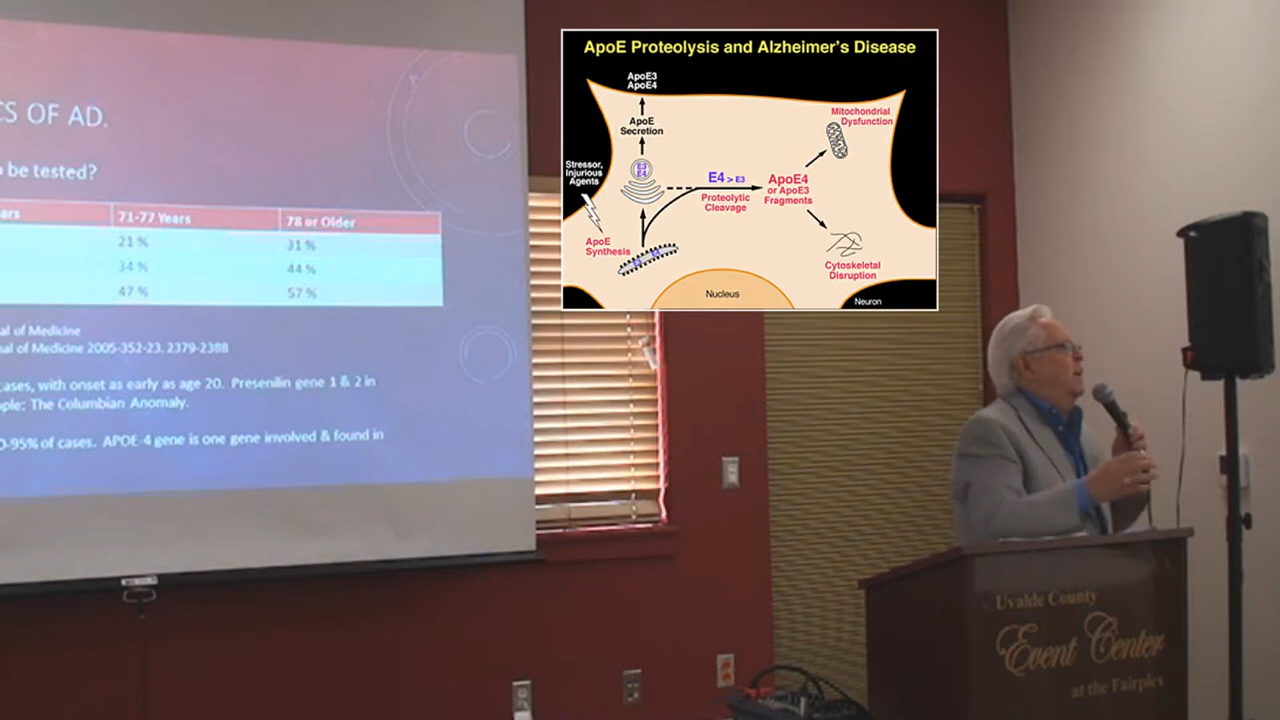 CS OF AD.
be tested?
ars
71-77 Years
78 or Older
21 %
31 %
34 %
44 %
47 %
57 %
al of Medicine
nal of Medicine 2005-352-23. 2379-2388
cases, with onset as early as age 20. Presenilin gene 1 & 2 in
ple: The Columbian Anomaly.
0-95% of cases. APOE-4 gene is one gene involved & found in
ApoE Proteolysis and Alzheimer's Disease
ApoE3
ApoE4
ApoE
Secretion
Mitochondrial
Dysfunction
Stressor,
Injurious
Agents
E3
E4
E4 > E3
Proteolytic
Cleavage
ApoE4
or ApoE3
Fragments
ApoE
Synthesis
Cytoskeletal
Disruption
Nucleus
Neuron
Uvalde County
Event Center
at the Fairplex